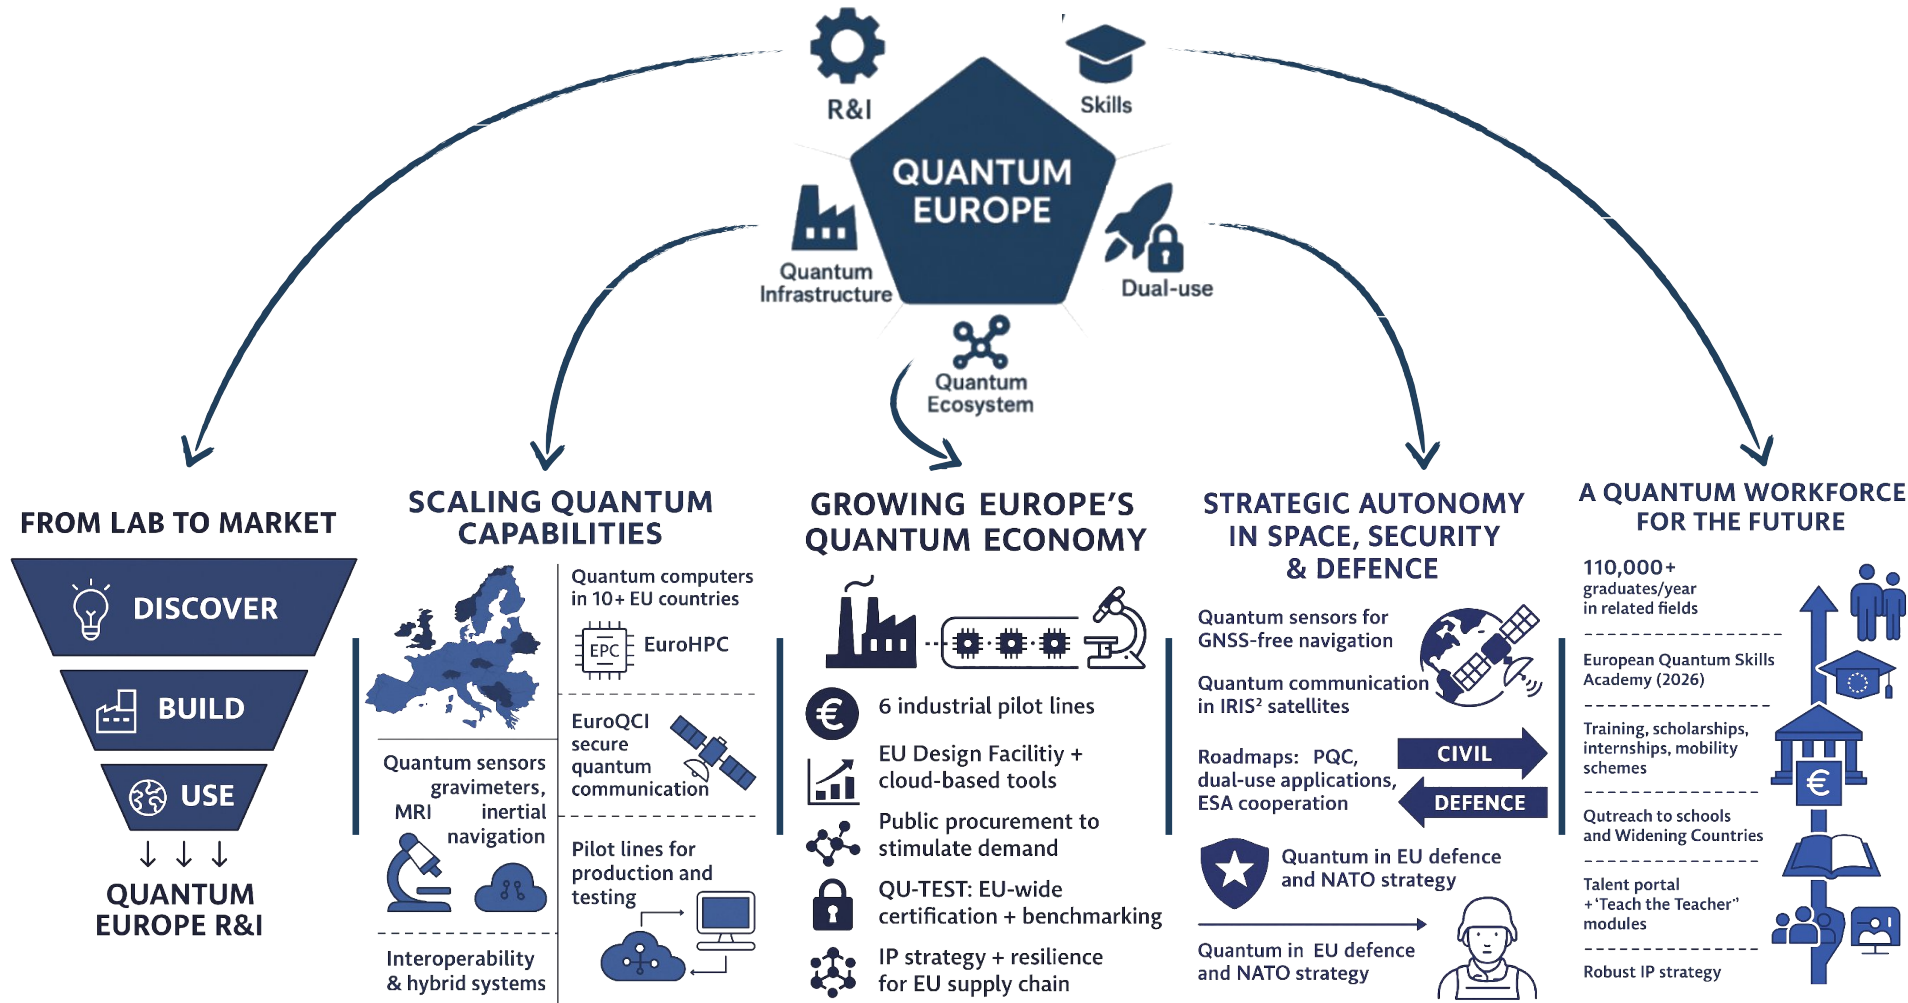 R&I
Skills
QUANTUM
EUROPE
Quantum
Infrastructure
Dual-use
Quantum
Ecosystem
FROM LAB TO MARKET
DISCOVER
BUILD
USE
QUANTUM
EUROPE R&I
SCALING QUANTUM
CAPABILITIES
Quantum computers
in 10+ EU countries
EPC
EuroHPC
EuroQCI
secure
quantum
communication
Quantum sensors
gravimeters,
MRI inertial
navigation
Pilot lines for
production and
testing
Interoperability
& hybrid systems
GROWING EUROPE'S
QUANTUM ECONOMY
€
6 industrial pilot lines
EU Design Facilitiy +
cloud-based tools
Public procurement to
stimulate demand
QU-TEST: EU-wide
certification + benchmarking
IP strategy + resilience
for EU supply chain
STRATEGIC AUTONOMY
IN SPACE, SECURITY
& DEFENCE
Quantum sensors for
GNSS-free navigation
Quantum communication
in IRIS² satellites
Roadmaps: PQC,
dual-use applications,
ESA cooperation
CIVIL
DEFENCE
Quantum in EU defence
and NATO strategy
Quantum in EU defence
and NATO strategy
A QUANTUM WORKFORCE
FOR THE FUTURE
110,000+
graduates/year
in related fields
European Quantum Skills
Academy (2026)
Training, scholarships,
internships, mobility
schemes
€
Qutreach to schools
and Widening Countries
Talent portal
+‘Teach the Teacher”
modules
Robust IP strategy